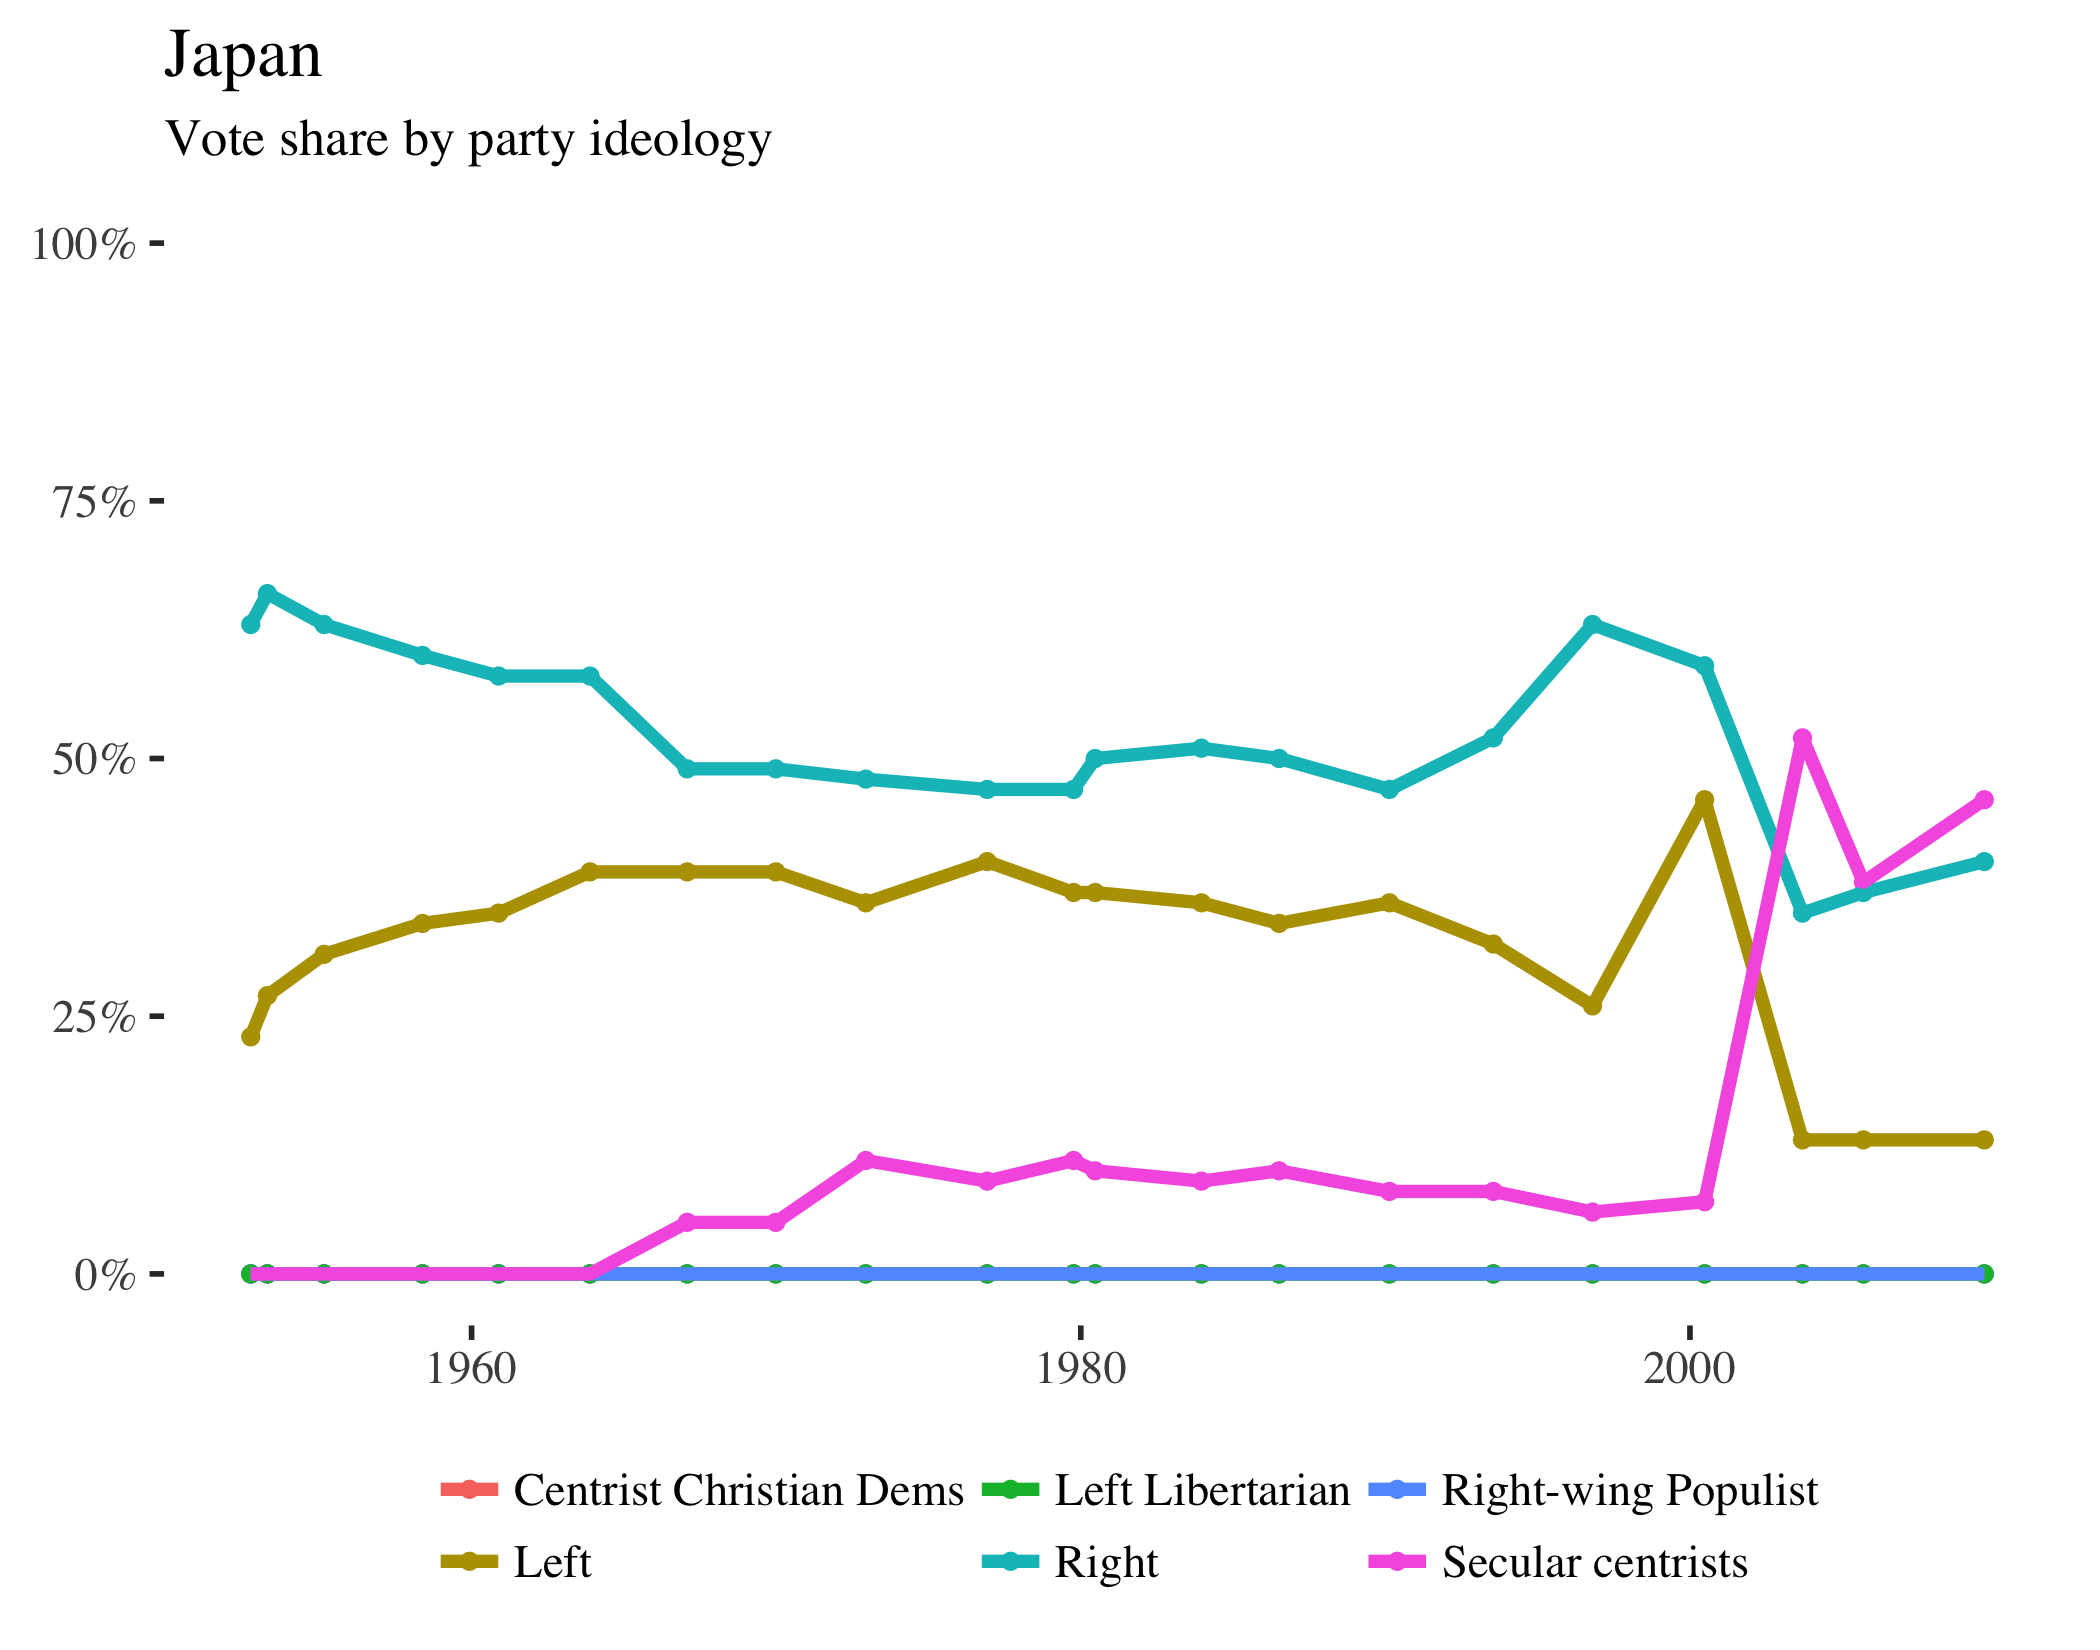 Japan
Vote share by party ideology
100%
75%
50%
25%
0%
1960 1980 2000
Centrist Christian Dems Left Libertarian Right-wing Populist
Left Right Secular centrists